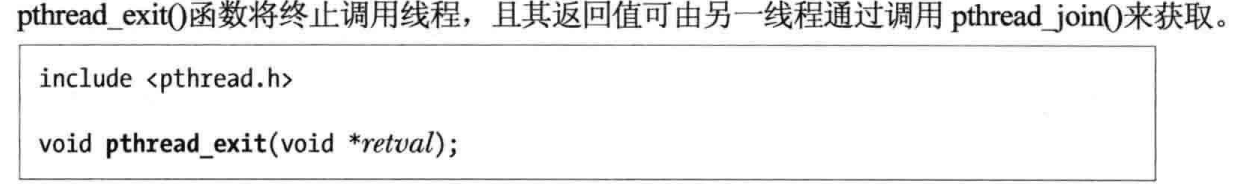 pthread_exit()函数将终止调用线程，且其返回值可由另一线程通过调用 pthread_join()来获取。
include <pthread.h>
void pthread_exit(void *retval);